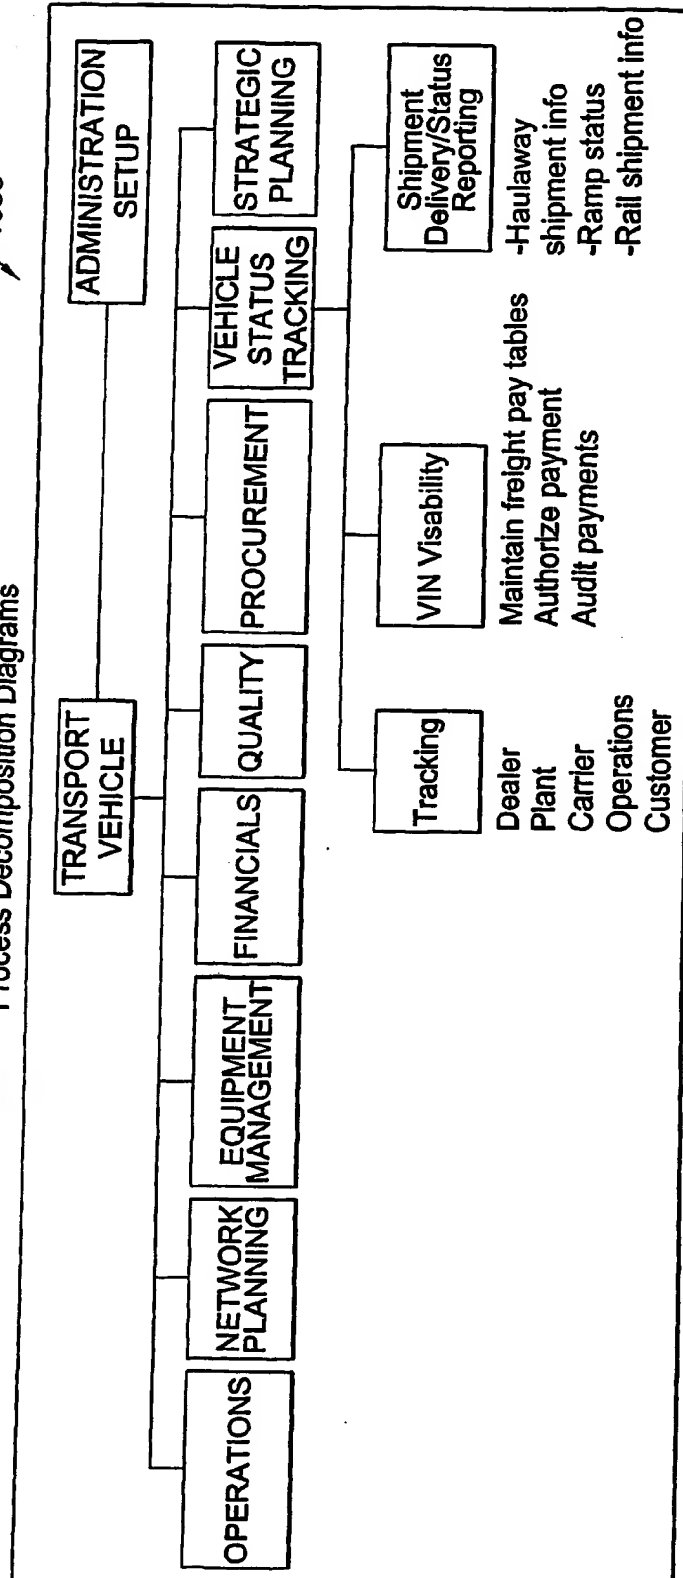 Process Decomposition Diagrams
TRANSPORT
VEHICLE
ADMINISTRATION
SETUP
OPERATIONS
NETWORK
PLANNING
EQUIPMENT
MANAGEMENT
FINANCIALS
QUALITY
PROCUREMENT
VEHICLE
STATUS
TRACKING
STRATEGIC
PLANNING
Tracking
Dealer
Plant
Carrier
Operations
Customer
VIN Visability
Maintain freight pay tables
Authorize payment
Audit payments
Shipment
Delivery/Status
Reporting
-Haulaway
shipment info
-Ramp status
-Rail shipment info